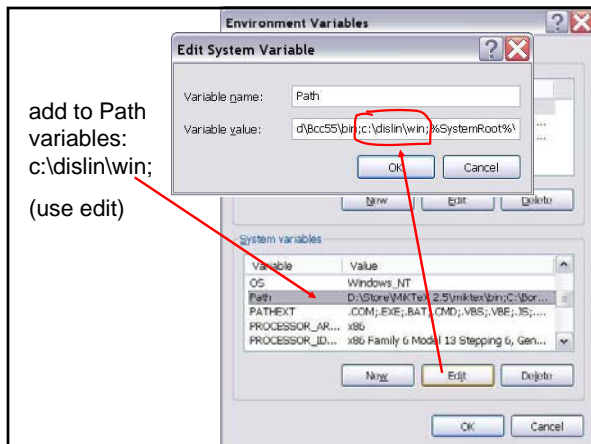 Environment Variables
Edit System Variable
Variable name:
Path
Variable value:
d\Bcc55\bin;c:\dislin\win;%SystemRoot%\
OK
Cancel
add to Path
variables:
c:\dislin\win;
(use edit)
...
...
New
Edit
Delete
System variables
Variable Value
OS Windows_NT
Path D:\Store\MiKTeX 2.5\miktex\bin;C:\Bor...
PATHEXT .COM;.EXE;.BAT;.CMD;.VBS;.VBE;.JS;....
PROCESSOR_AR... x86
PROCESSOR_ID... x86 Family 6 Model 13 Stepping 6, Gen...
New
Edit
Delete
OK
Cancel